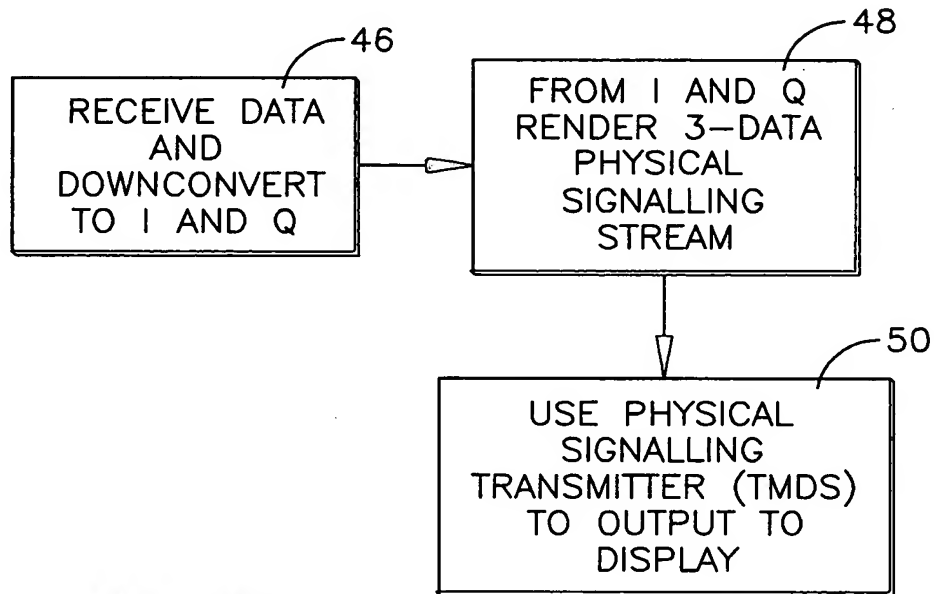 46
RECEIVE DATA
AND
DOWNCONVERT
TO I AND Q
48
FROM I AND Q
RENDER 3-DATA
PHYSICAL
SIGNALLING
STREAM
50
USE PHYSICAL
SIGNALLING
TRANSMITTER (TMDS)
TO OUTPUT TO
DISPLAY